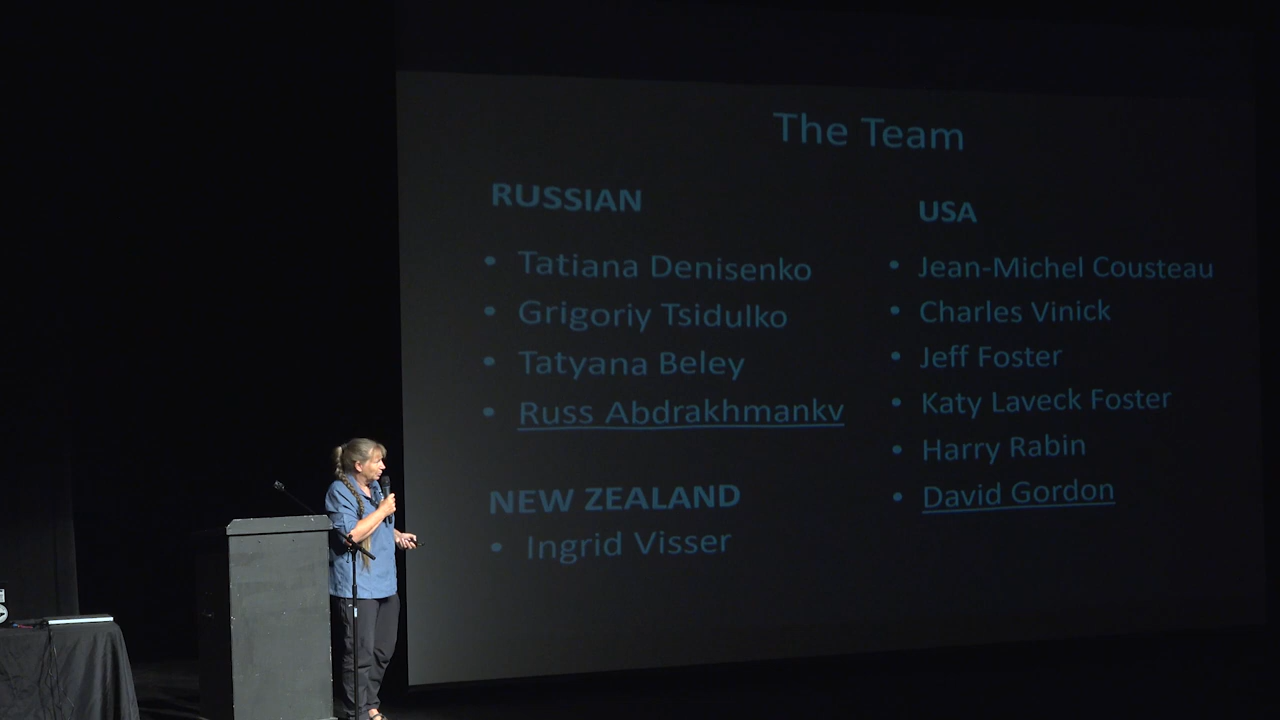 The Team
RUSSIAN
• Tatiana Denisenko
• Grigoriy Tsidulko
• Tatyana Beley
• Russ Abdrakhmankv
NEW ZEALAND
• Ingrid Visser
USA
• Jean-Michel Cousteau
• Charles Vinick
• Jeff Foster
• Katy Laveck Foster
• Harry Rabin
• David Gordon